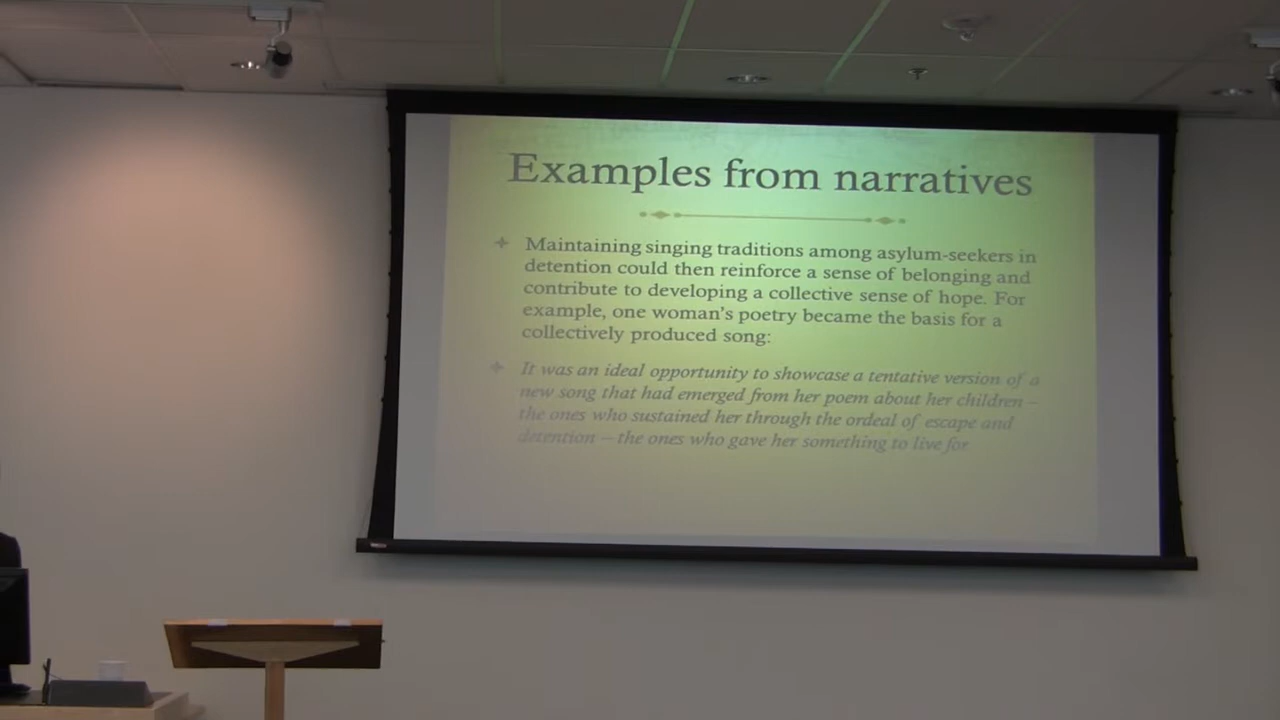 Examples from narratives
Maintaining singing traditions among asylum-seekers in
detention could then reinforce a sense of belonging and
contribute to developing a collective sense of hope. For
example, one woman's poetry became the basis for a
collectively produced song:
It was an ideal opportunity to showcase a tentative version of a
new song that had emerged from her poem about her children –
the ones who sustained her through the ordeal of escape and
detention – the ones who gave her something to live for